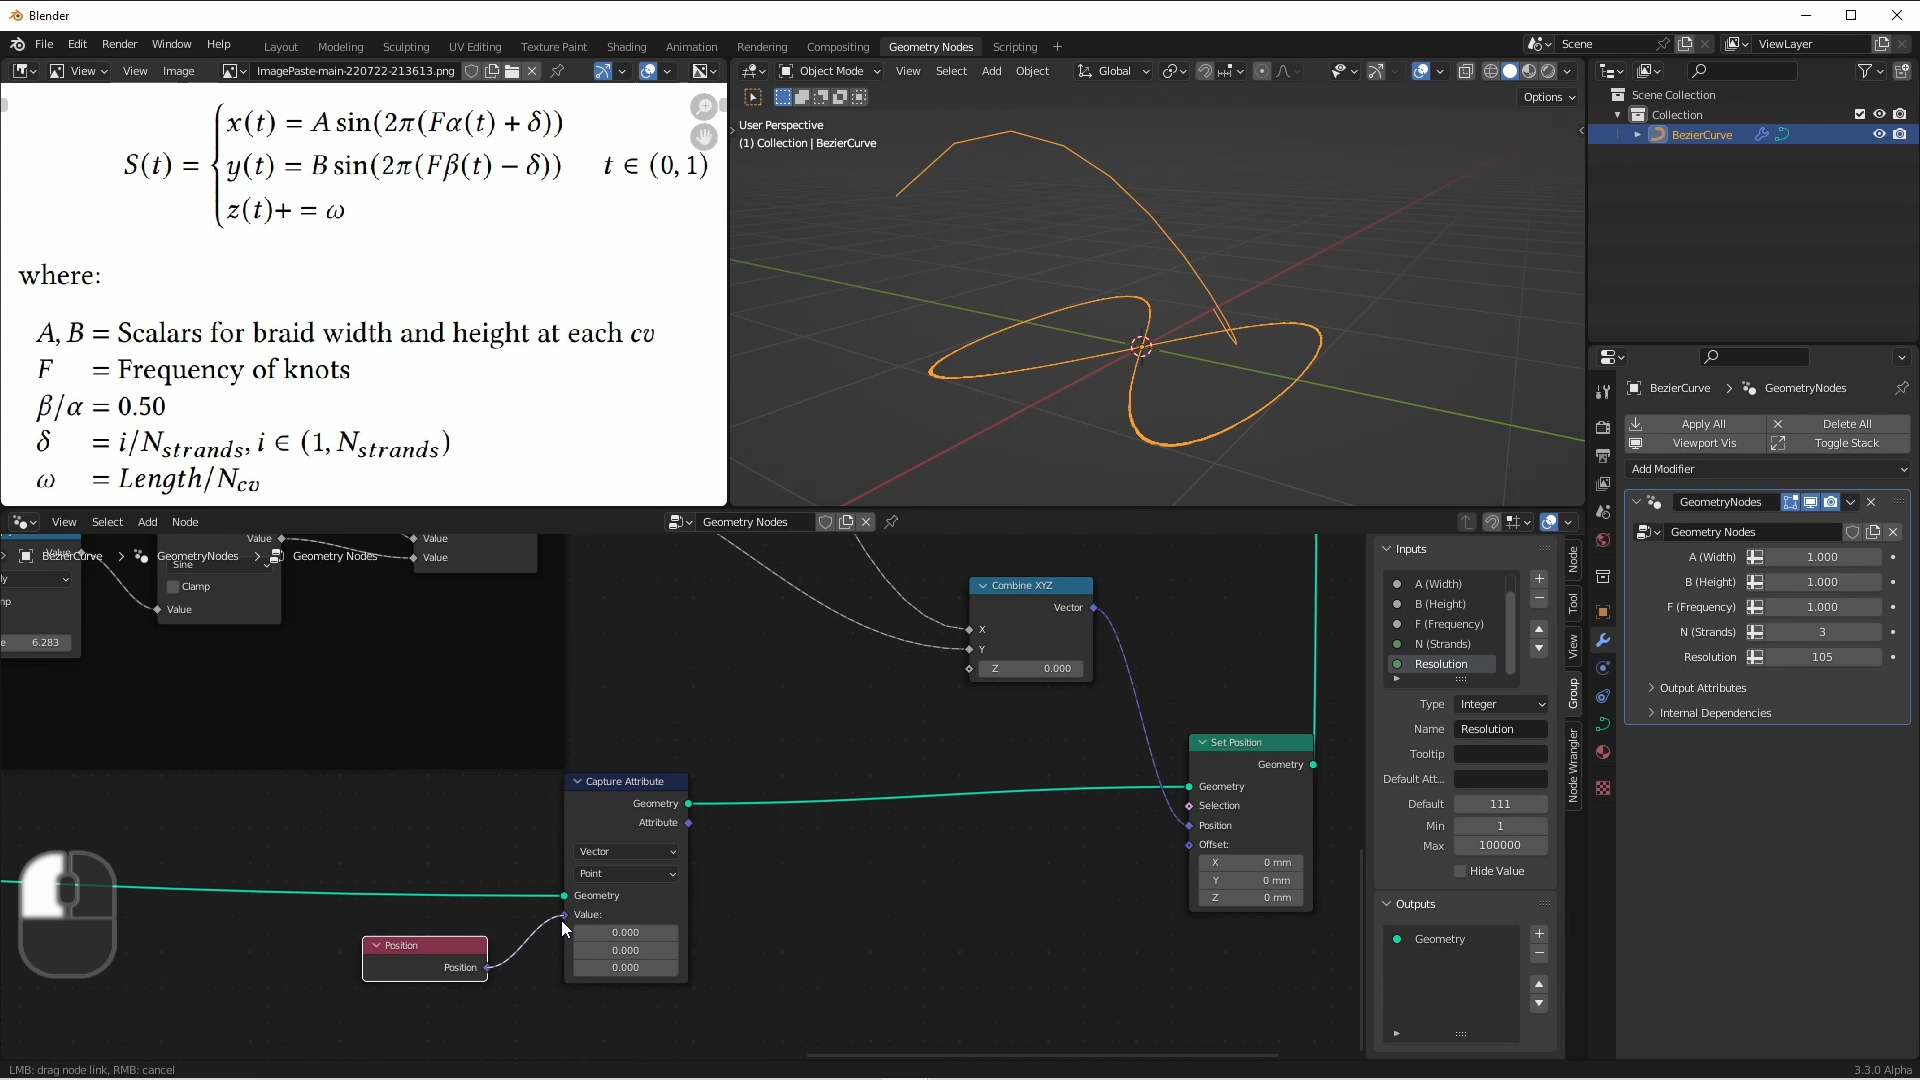 Blender
File Edit Render Window Help
Layout Modeling Sculpting UV Editing Texture Paint Shading Animation Rendering Compositing Geometry Nodes Scripting +
Scene
ViewLayer
View View Image ImagePaste-main-220722-213613.png
Object Mode View Select Add Object Global
Options
x(t) = A sin(2π(Fα(t) + δ))
S(t) = y(t) = B sin(2π(Fβ(t) − δ)) t ∈ (0, 1)
z(t)+ = ω
where:
A, B = Scalars for braid width and height at each cv
F = Frequency of knots
β/α = 0.50
δ = i/Nstrands, i ∈ (1, Nstrands)
ω = Length/Ncv
User Perspective
(1) Collection | BezierCurve
Scene Collection
Collection
BezierCurve
BezierCurve > GeometryNodes
Apply All Delete All
Viewport Vis Toggle Stack
Add Modifier
GeometryNodes
Geometry Nodes
A (Width) 1.000
B (Height) 1.000
F (Frequency) 1.000
N (Strands) 3
Resolution 105
> Output Attributes
> Internal Dependencies
View Select Add Node Geometry Nodes
BezierCurve > GeometryNodes > Geometry Nodes
Value
Sine
Clamp
Value
6.283
Value
Value
Combine XYZ
Vector
X
Y
Z 0.000
Set Position
Geometry
Geometry
Selection
Position
Offset:
X 0 mm
Y 0 mm
Z 0 mm
Capture Attribute
Geometry
Attribute
Vector
Point
Geometry
Value:
0.000
0.000
0.000
Position
Position
Inputs
A (Width)
B (Height)
F (Frequency)
N (Strands)
Resolution
Type Integer
Name Resolution
Tooltip
Default Att...
Default 111
Min 1
Max 100000
Hide Value
Outputs
Geometry
Node
Tool
View
Group
Node Wrangler
LMB: drag node link, RMB: cancel
3.3.0 Alpha